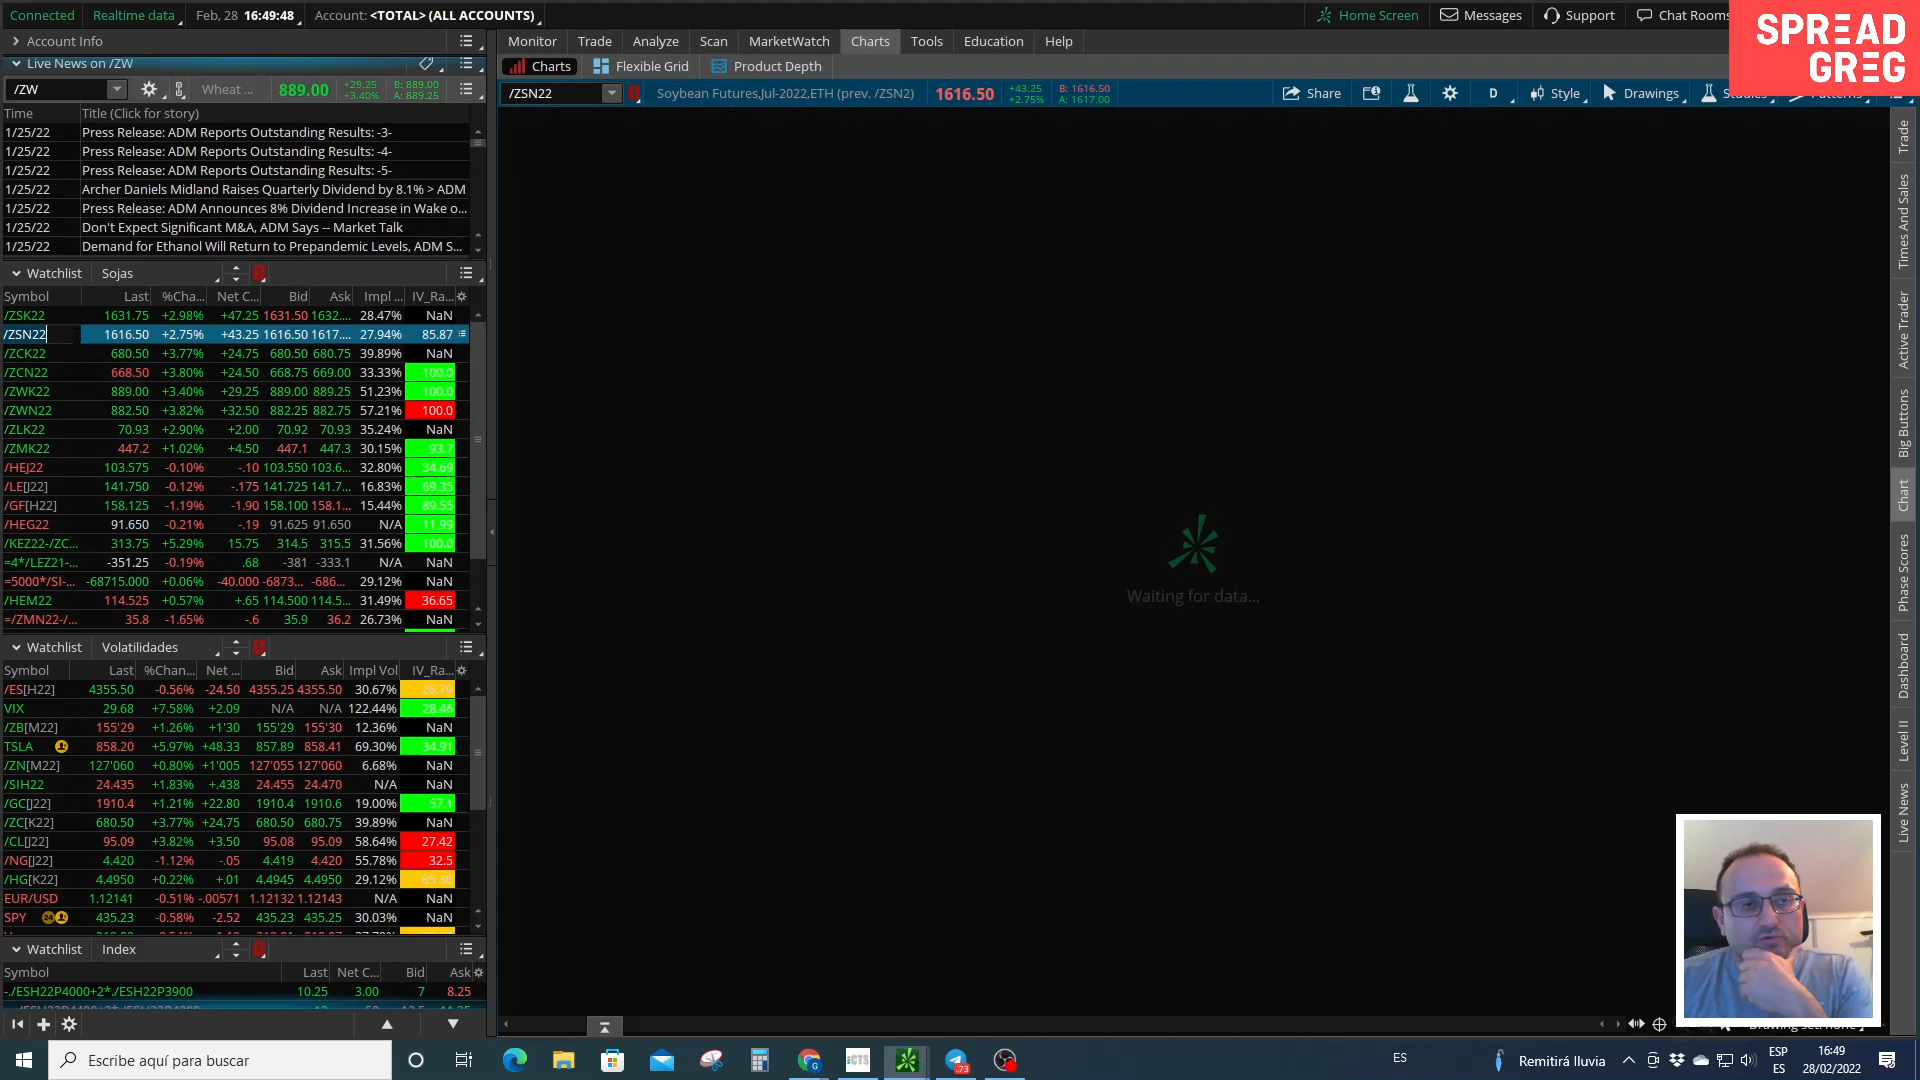 Connected Realtime data Feb, 28 16:49:48 Account: <TOTAL> (ALL ACCOUNTS) Home Screen Messages Support Chat Rooms
SPREAD
GREG
Account Info
Monitor Trade Analyze Scan MarketWatch Charts Tools Education Help
Live News on /ZW
Charts Flexible Grid Product Depth
/ZW Wheat ... 889.00 +29.25 +3.40% B: 889.00 A: 889.25
/ZSN22 Soybean Futures,Jul-2022,ETH (prev. /ZSN2) 1616.50 +43.25 +2.75% B: 1616.50 A: 1617.00 Share D Style Drawings
Time Title (Click for story)
1/25/22 Press Release: ADM Reports Outstanding Results: -3-
1/25/22 Press Release: ADM Reports Outstanding Results: -4-
1/25/22 Press Release: ADM Reports Outstanding Results: -5-
1/25/22 Archer Daniels Midland Raises Quarterly Dividend by 8.1% > ADM
1/25/22 Press Release: ADM Announces 8% Dividend Increase in Wake o...
1/25/22 Don't Expect Significant M&A, ADM Says -- Market Talk
1/25/22 Demand for Ethanol Will Return to Prepandemic Levels, ADM S...
Watchlist Sojas
Symbol Last %Cha... Net C... Bid Ask Impl ... IV_Ra...
/ZSK22 1631.75 +2.98% +47.25 1631.50 1632.... 28.47% NaN
/ZSN22 1616.50 +2.75% +43.25 1616.50 1617.... 27.94% 85.87
/ZCK22 680.50 +3.77% +24.75 680.50 680.75 39.89% NaN
/ZCN22 668.50 +3.80% +24.50 668.75 669.00 33.33% 100.0
/ZWK22 889.00 +3.40% +29.25 889.00 889.25 51.23% 100.0
/ZWN22 882.50 +3.82% +32.50 882.25 882.75 57.21% 100.0
/ZLK22 70.93 +2.90% +2.00 70.92 70.93 35.24% NaN
/ZMK22 447.2 +1.02% +4.50 447.1 447.3 30.15% 93.7
/HEJ22 103.575 -0.10% -.10 103.550 103.6... 32.80% 34.69
/LE[J22] 141.750 -0.12% -.175 141.725 141.7... 16.83% 69.35
/GF[H22] 158.125 -1.19% -1.90 158.100 158.1... 15.44% 89.55
/HEG22 91.650 -0.21% -.19 91.625 91.650 N/A 11.99
/KEZ22-/ZC... 313.75 +5.29% 15.75 314.5 315.5 31.56% 100.0
=4*/LEZ21-... -351.25 -0.19% .68 -381 -333.1 N/A NaN
=5000*/SI-... -68715.000 +0.06% -40.000 -6873... -686... 29.12% NaN
/HEM22 114.525 +0.57% +.65 114.500 114.5... 31.49% 36.65
=/ZMN22-/... 35.8 -1.65% -.6 35.9 36.2 26.73% NaN
Waiting for data...
Watchlist Volatilidades
Symbol Last %Chan... Net ... Bid Ask Impl Vol IV_Ra...
/ES[H22] 4355.50 -0.56% -24.50 4355.25 4355.50 30.67% 26.79
VIX 29.68 +7.58% +2.09 N/A N/A 122.44% 28.46
/ZB[M22] 155'29 +1.26% +1'30 155'29 155'30 12.36% NaN
TSLA 858.20 +5.97% +48.33 857.89 858.41 69.30% 34.91
/ZN[M22] 127'060 +0.80% +1'005 127'055 127'060 6.68% NaN
/SIH22 24.435 +1.83% +.438 24.455 24.470 N/A NaN
/GC[J22] 1910.4 +1.21% +22.80 1910.4 1910.6 19.00% 57.1
/ZC[K22] 680.50 +3.77% +24.75 680.50 680.75 39.89% NaN
/CL[J22] 95.09 +3.82% +3.50 95.08 95.09 58.64% 27.42
/NG[J22] 4.420 -1.12% -.05 4.419 4.420 55.78% 32.5
/HG[K22] 4.4950 +0.22% +.01 4.4945 4.4950 29.12% 85.36
EUR/USD 1.12141 -0.51% -.00571 1.12132 1.12143 N/A NaN
SPY 435.23 -0.58% -2.52 435.23 435.25 30.03% NaN
Watchlist Index
Symbol Last Net C... Bid Ask
-./ESH22P4000+2*./ESH22P3900 10.25 3.00 7 8.25
Trade
Times And Sales
Active Trader
Big Buttons
Chart
Phase Scores
Dashboard
Level II
Live News
Escribe aquí para buscar CTS 73 ES Remitirá lluvia ESP ES 16:49 28/02/2022